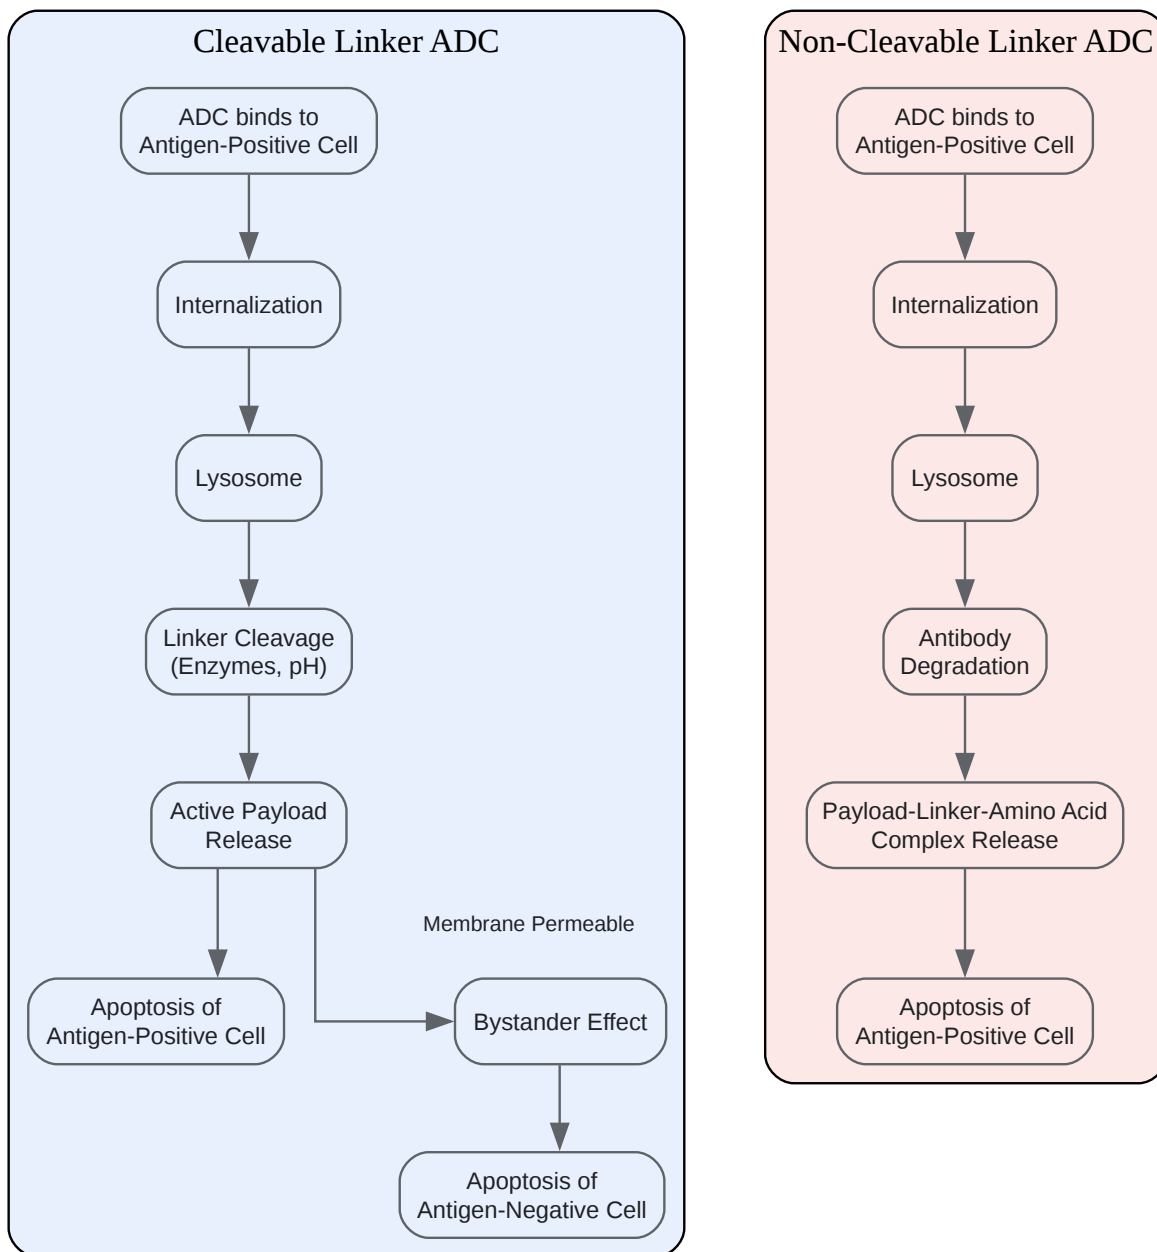 Cleavable Linker ADC
ADC binds to
Antigen-Positive Cell
Internalization
Lysosome
Linker Cleavage
(Enzymes, pH)
Active Payload
Release
Membrane Permeable
Apoptosis of
Antigen-Positive Cell
Bystander Effect
Apoptosis of
Antigen-Negative Cell
Non-Cleavable Linker ADC
ADC binds to
Antigen-Positive Cell
Internalization
Lysosome
Antibody
Degradation
Payload-Linker-Amino Acid
Complex Release
Apoptosis of
Antigen-Positive Cell